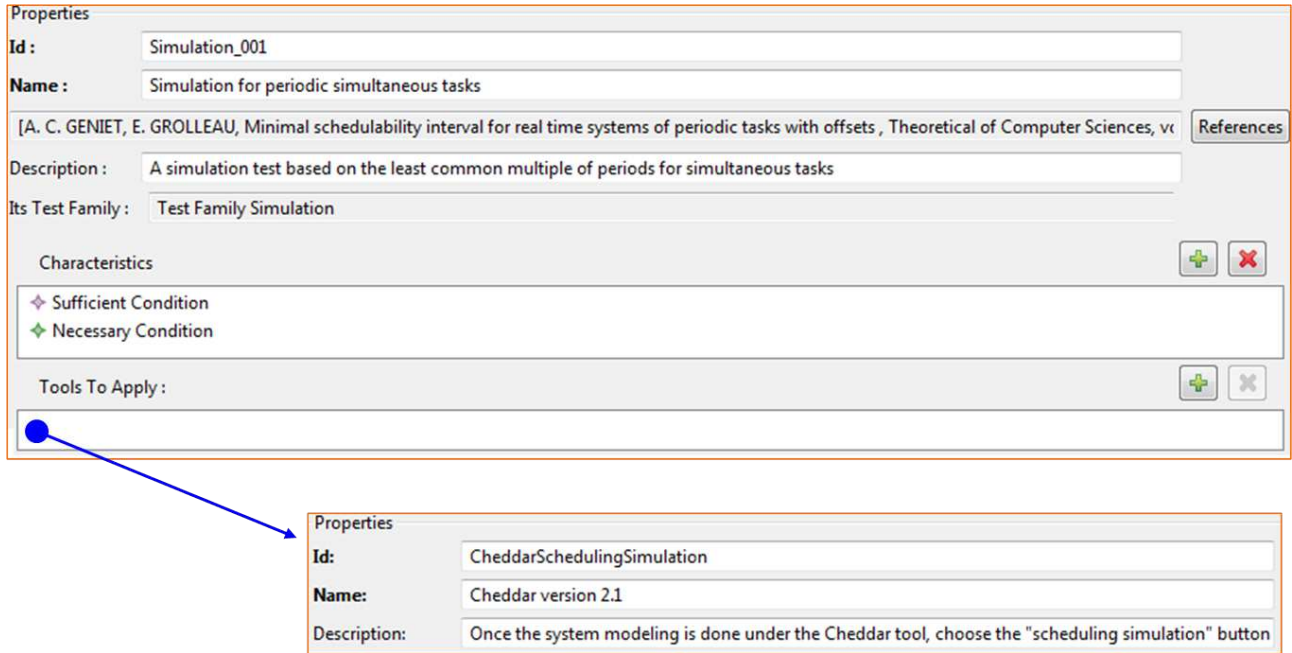 Properties
Id : Simulation_001
Name : Simulation for periodic simultaneous tasks
[A. C. GENIET, E. GROLLEAU, Minimal schedulability interval for real time systems of periodic tasks with offsets , Theoretical of Computer Sciences, References
Description : A simulation test based on the least common multiple of periods for simultaneous tasks
Its Test Family : Test Family Simulation
Characteristics
Sufficient Condition
Necessary Condition
Tools To Apply :
Properties
Id: CheddarSchedulingSimulation
Name: Cheddar version 2.1
Description: Once the system modeling is done under the Cheddar tool, choose the "scheduling simulation" button